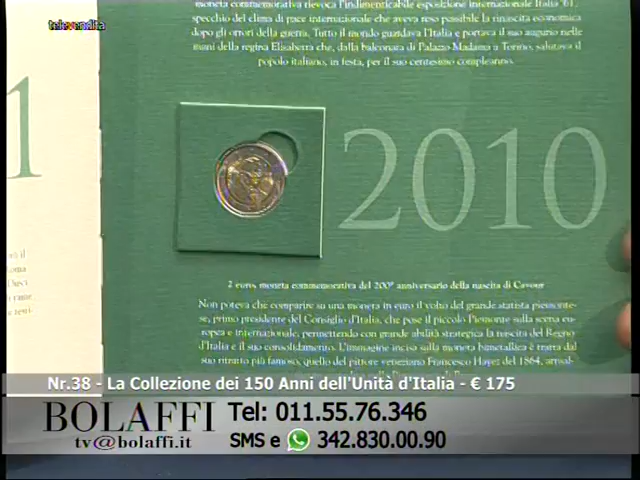 televendita
moneta commemorativa rievoca l'indimenticabile esposizione internazionale Italia '61,
specchio del clima di pace internazionale che aveva reso possibile la rinascita economica
dopo gli orrori della guerra. Tutto il mondo guardava l'Italia e portava il suo augurio nelle
mani della regina Elisabetta che, dalla balconata di Palazzo Madama a Torino, salutava il
popolo italiano, in festa, per il suo centesimo compleanno.
1
2010
2 euro, moneta commemorativa del 200° anniversario della nascita di Cavour
Non poteva che comparire su una moneta in euro il volto del grande statista piemonte-
se, primo presidente del Consiglio d'Italia, che pose il piccolo Piemonte sulla scena eu-
ropea e internazionale, permettendo con grande abilità strategica la nascita del Regno
d'Italia e il suo consolidamento. L'immagine incisa sulla moneta bimetallica è tratta dal
suo ritratto più famoso, quello del pittore veneziano Francesco Hayez del 1864,
Nr.38 - La Collezione dei 150 Anni dell'Unità d'Italia - € 175
BOLAFFI Tel: 011.55.76.346
tv@bolaffi.it SMS e 342.830.00.90